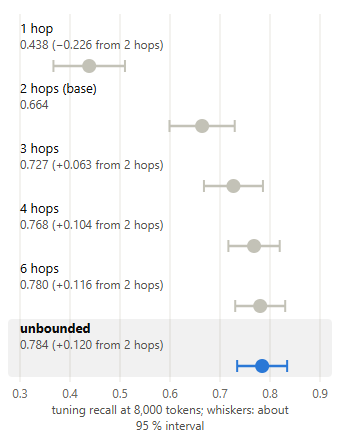 1 hop
0.438 (−0.226 from 2 hops)
2 hops (base)
0.664
3 hops
0.727 (+0.063 from 2 hops)
4 hops
0.768 (+0.104 from 2 hops)
6 hops
0.780 (+0.116 from 2 hops)
unbounded
0.784 (+0.120 from 2 hops)
0.3 0.4 0.5 0.6 0.7 0.8 0.9
tuning recall at 8,000 tokens; whiskers: about
95 % interval